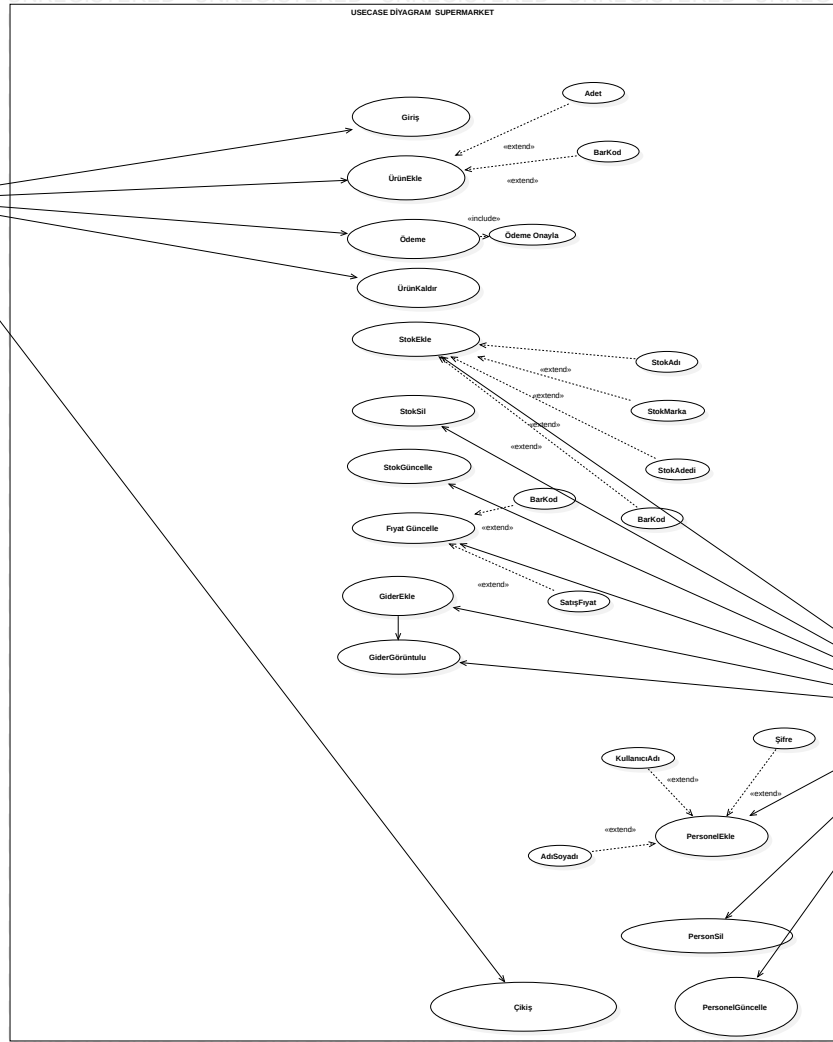 USECASE DİYAGRAM SUPERMARKET
Adet
Giriş
«extend»
BarKod
ÜrünEkle
«extend»
«include»
Ödeme
Ödeme Onayla
ÜrünKaldır
StokEkle
StokAdı
«extend»
«extend»
StokSil
StokMarka
«extend»
«extend»
StokGüncelle
StokAdedi
BarKod
Fıyat Güncelle
«extend»
BarKod
«extend»
GiderEkle
SatışFıyat
GiderGörüntulu
Şifre
KullanıcıAdı
«extend»
«extend»
«extend»
PersonelEkle
AdıSoyadı
PersonSil
Çikiş
PersonelGüncelle